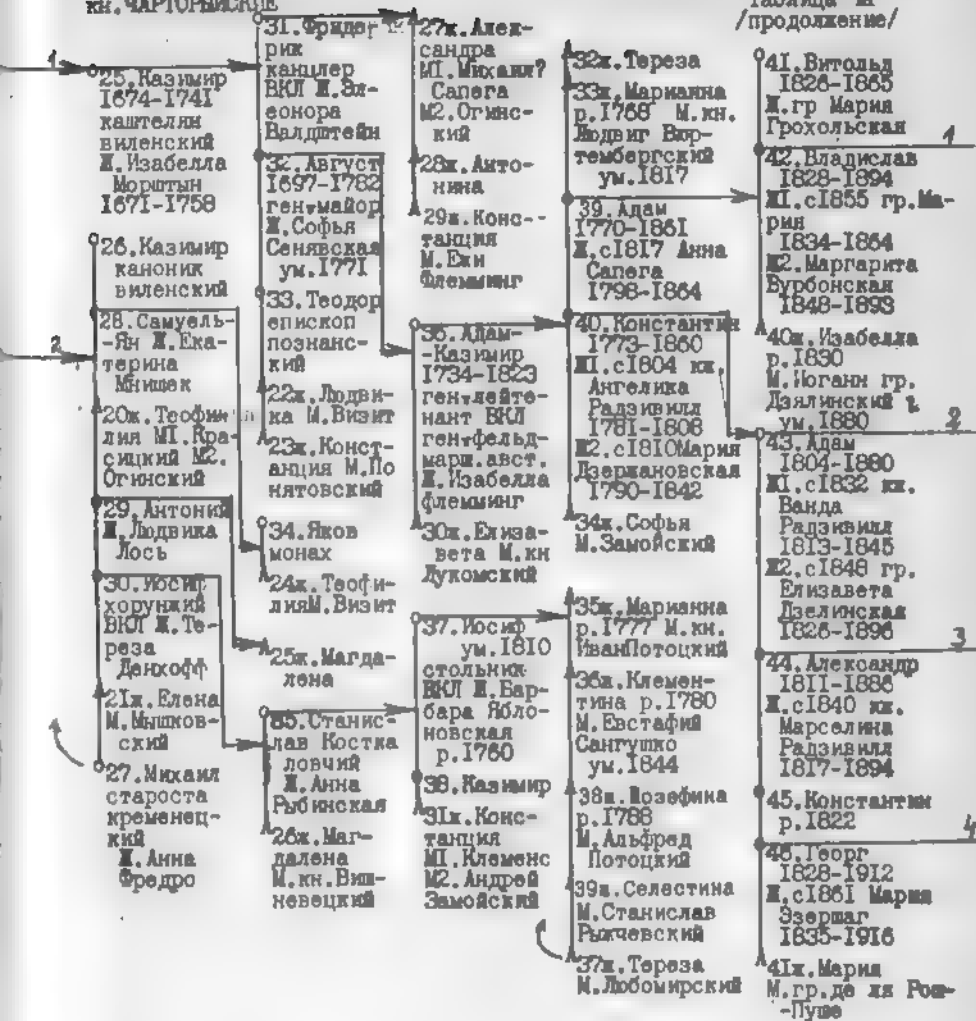 кн. ЧАРТОРЫЙСКИЕ
/продолжение/
1
25.Казимир
1674-1741
каштелян
виленский
Ж.Изабелла
Морштын
1671-1758
2
26.Казимир
каноник
виленский
28.Самуель-
-Ян Ж.Ека-
терина
Мнишек
20ж.Теофи-
лия М1.Кра-
сицкий М2.
Огинский
29.Антоний
Ж.Людвика
Лось
30.Иосиф
хорунжий
ВКЛ Ж.Те-
реза
Денхофф
21ж.Елена
М.Мышков-
ский
27.Михаил
староста
кременец-
кий
Ж.Анна
Фредро
31.Фридер
рик
канцлер
ВКЛ Ж.Эл-
еонора
Валдштейн
32.Август
1697-1782
ген.майор
Ж.Софья
Сенявская
ум.1771
33.Теодор
епископ
познанс-
кий
22ж.Людви-
ка М.Визит
23ж.Конст-
анция М.По
нятовский
34.Яков
монах
24ж.Теофи-
лияМ.Визит
25ж.Магда-
лена
35.Станис-
лав Костка
ловчий
Ж.Анна
Рыбинская
26ж.Маг-
далена
М.кн.Виш-
невецкий
27ж.Алек-
сандра
М1.Михаил?
Сапега
М2.Огинс-
кий
28ж.Анто-
нина
29ж.Конс-
танция
М.Ежи
Флемминг
36.Адам-
-Казимир
1734-1823
ген.лейте-
нант ВКЛ
ген.фельд-
марш.авст.
Ж.Изабелла
Флемминг
30ж.Елиза-
вета М.кн
Лукомский
37.Иосиф
ум.1810
стольник
ВКЛ Ж.Бар-
бара Ябло-
новская
р.1760
38.Казимир
31ж.Конс-
танция
М1.Клеменс
М2.Андрей
Замойский
32ж.Тереза
33ж.Марианна
р.1768 М.кн.
Людвиг Вюр-
тембергский
ум.1817
39.Адам
1770-1861
Ж.с1817 Анна
Сапега
1798-1864
40.Константин
1773-1860
Ж1.с1804 кн.
Ангелика
Радзивилл
1781-1808
Ж2.с1810Мария
Дзержановская
1790-1842
34ж.Софья
М.Замойский
35ж.Марианна
р.1777 М.кн.
ИванПотоцкий
36ж.Клемен-
тина р.1780
М.Евстафий
Сангушко
ум.1844
38ж.Иозефина
р.1788
М.Альфред
Потоцкий
39ж.Селестина
М.Станислав
Рыжчевский
37ж.Тереза
М.Любомирский
41.Витольд
1826-1865
Ж.гр Мария
Грохольская
1
42.Владислав
1828-1894
Ж1.с1855 гр.Ма-
рия
1834-1864
Ж2.Маргарита
Бурбонская
1848-1893
40ж.Изабелла
р.1830
М.Иоганн гр.
Дзялинский
ум.1880
2
43.Адам
1804-1880
Ж1.с1832 кн.
Ванда
Радзивилл
1813-1845
Ж2.с1848 гр.
Елизавета
Дзелинская
1826-1896
3
44.Александр
1811-1886
Ж.с1840 кн.
Марселина
Радзивилл
1817-1894
45.Константин
р.1822
4
46.Георг
1828-1912
Ж.с1861 Мария
1835-1916
41ж.Мария
М.гр.де ля Рош-
-Пуше